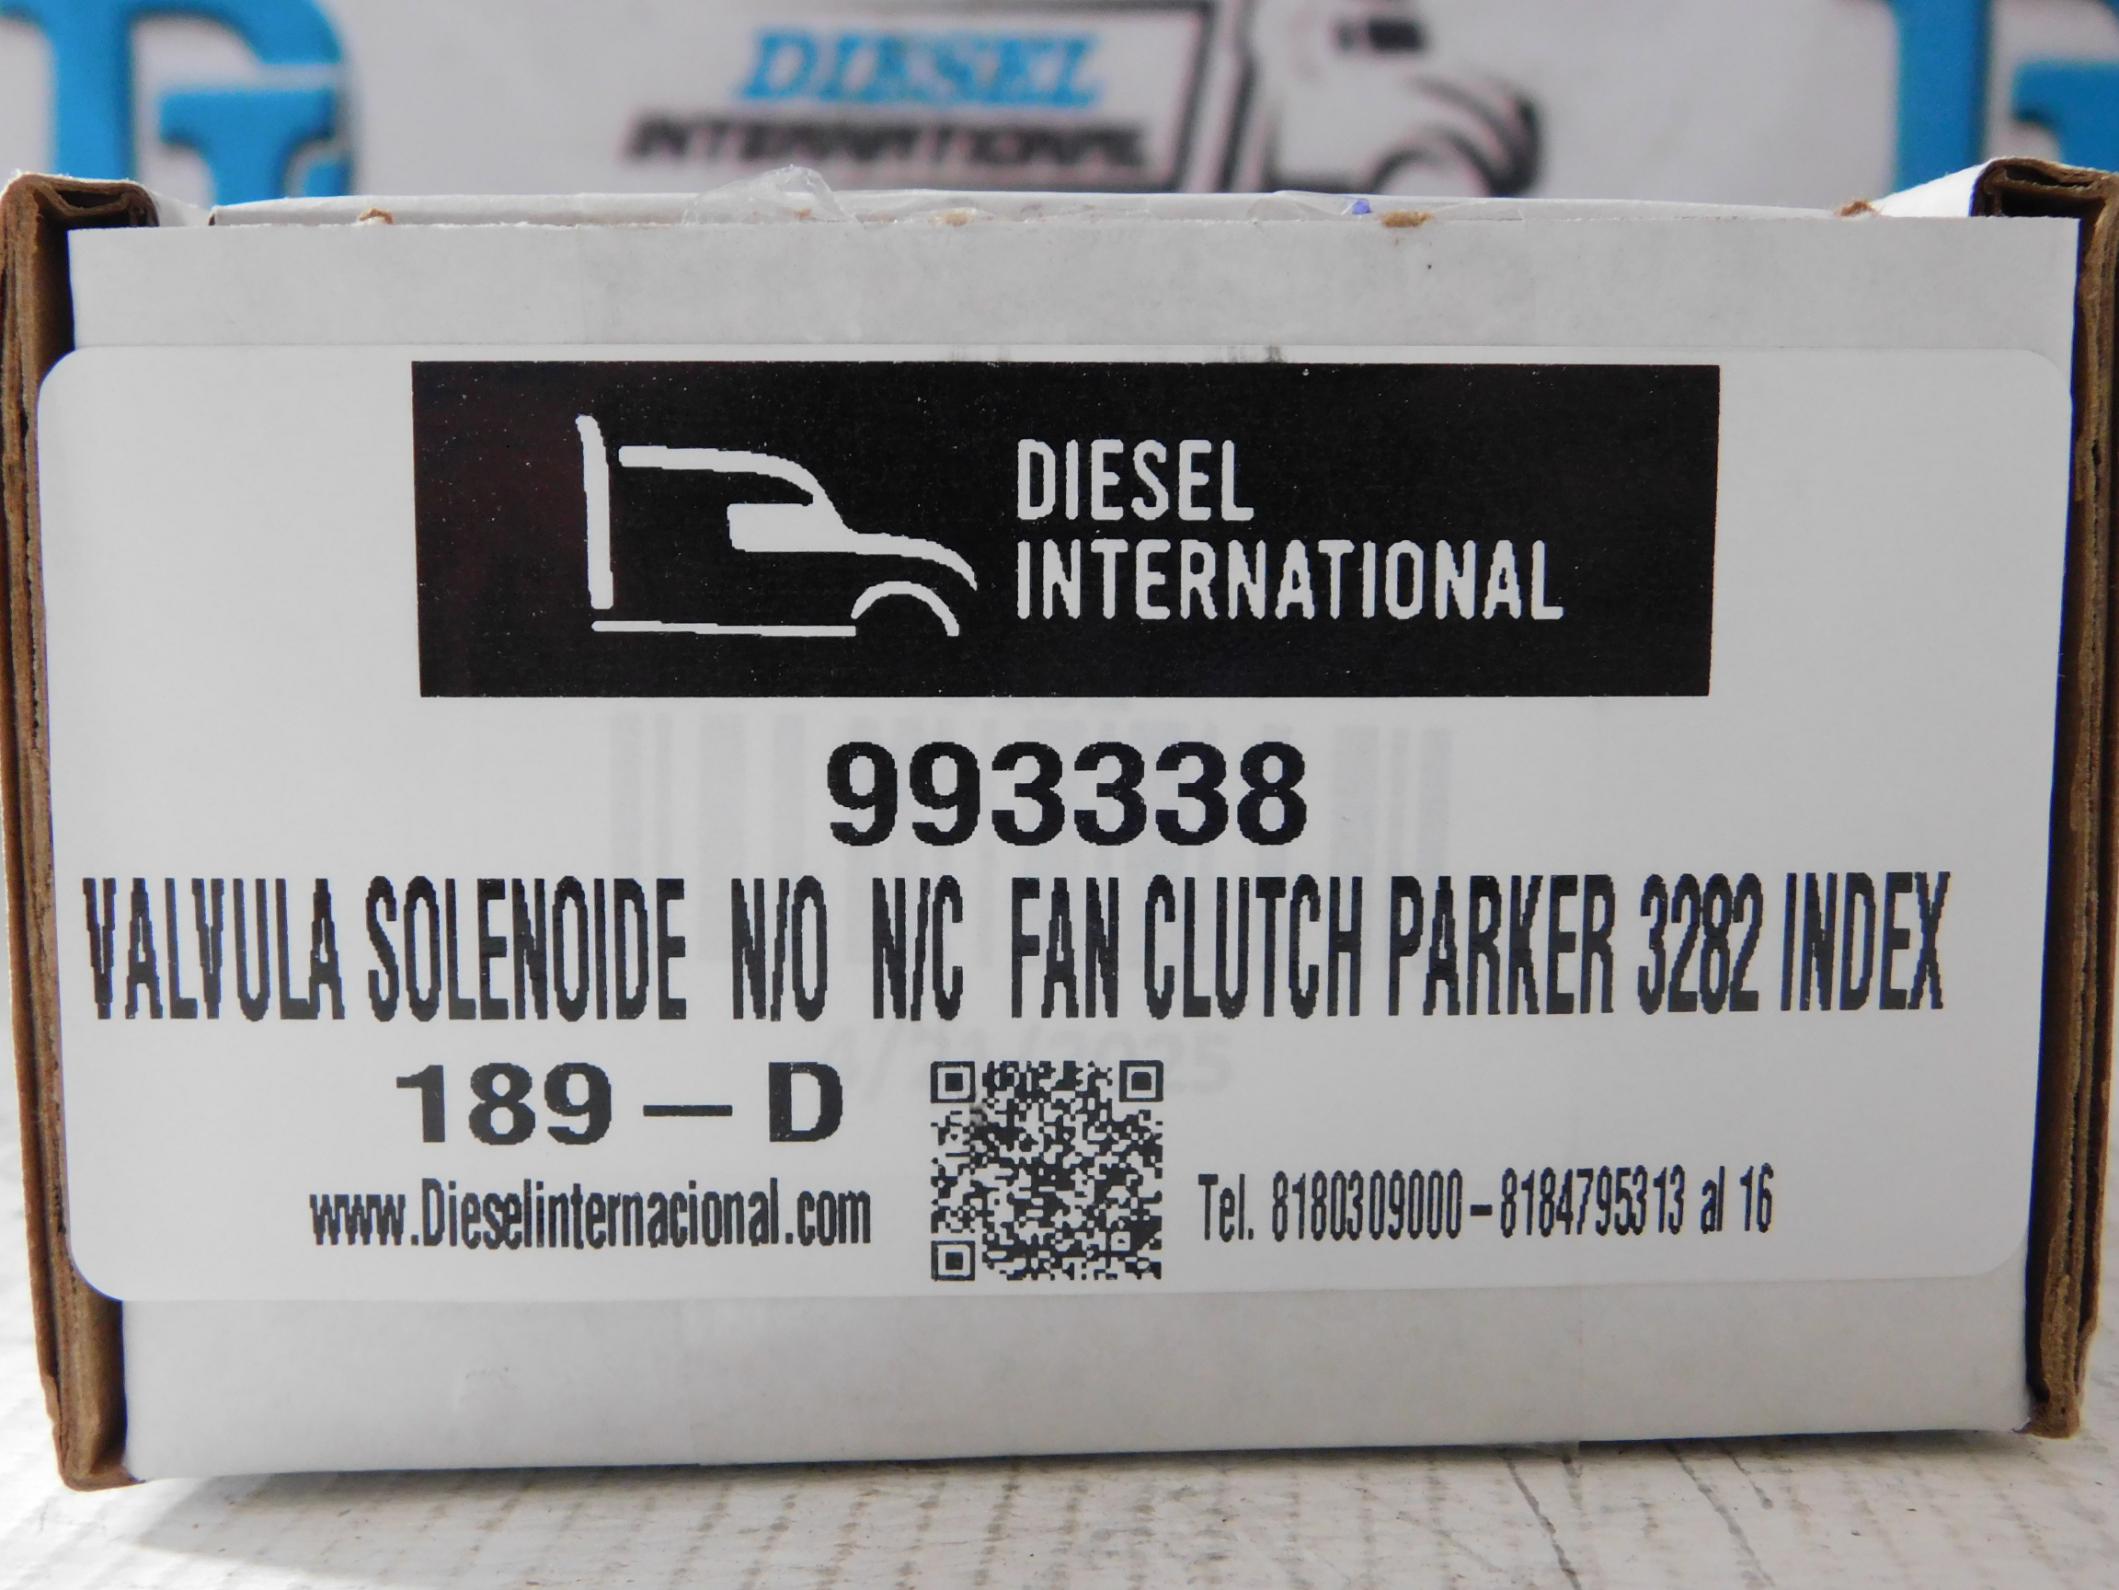 DIESEL
INTERNATIONAL
DIESEL
INTERNATIONAL
993338
VALVULA SOLENOIDE N/O N/C FAN CLUTCH PARKER 3282 INDEX
189-D
www.Dieselinternacional.com
Tel. 8180309000-8184795313 al 16